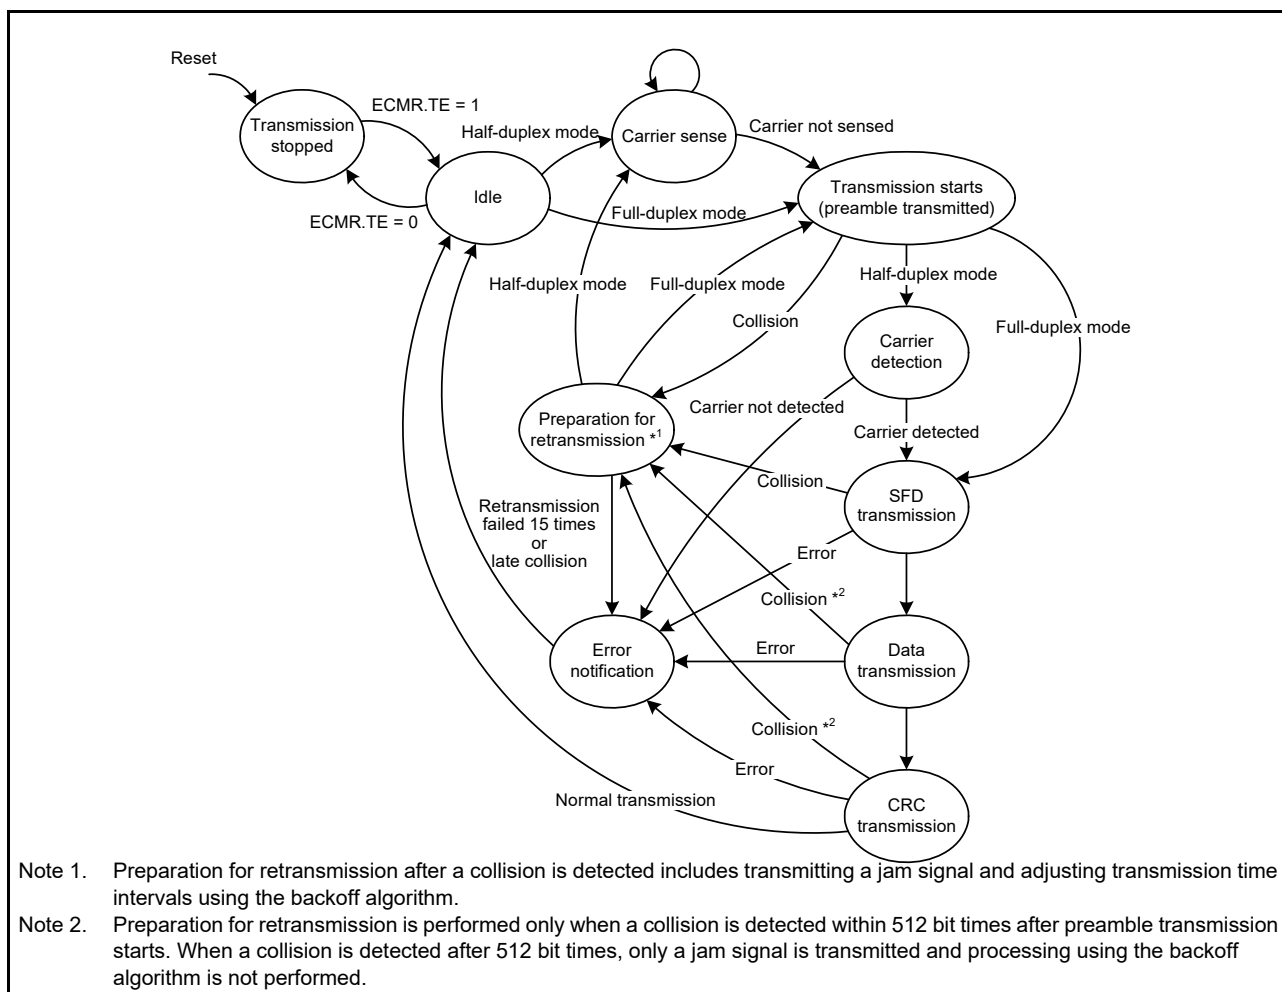 Reset
ECMR.TE = 1
Transmission
stopped
Half-duplex mode
Carrier sense
Carrier not sensed
Idle
Transmission starts
(preamble transmitted)
ECMR.TE = 0
Full-duplex mode
Half-duplex mode
Full-duplex mode
Half-duplex mode
Collision
Full-duplex mode
Carrier
detection
Carrier not detected
Preparation for
retransmission *1
Carrier detected
Collision
SFD
transmission
Retransmission
failed 15 times
or
late collision
Error
Collision *2
Error
notification
Error
Data
transmission
Collision *2
Error
Normal transmission
CRC
transmission
Note 1. Preparation for retransmission after a collision is detected includes transmitting a jam signal and adjusting transmission time
intervals using the backoff algorithm.
Note 2. Preparation for retransmission is performed only when a collision is detected within 512 bit times after preamble transmission
starts. When a collision is detected after 512 bit times, only a jam signal is transmitted and processing using the backoff
algorithm is not performed.